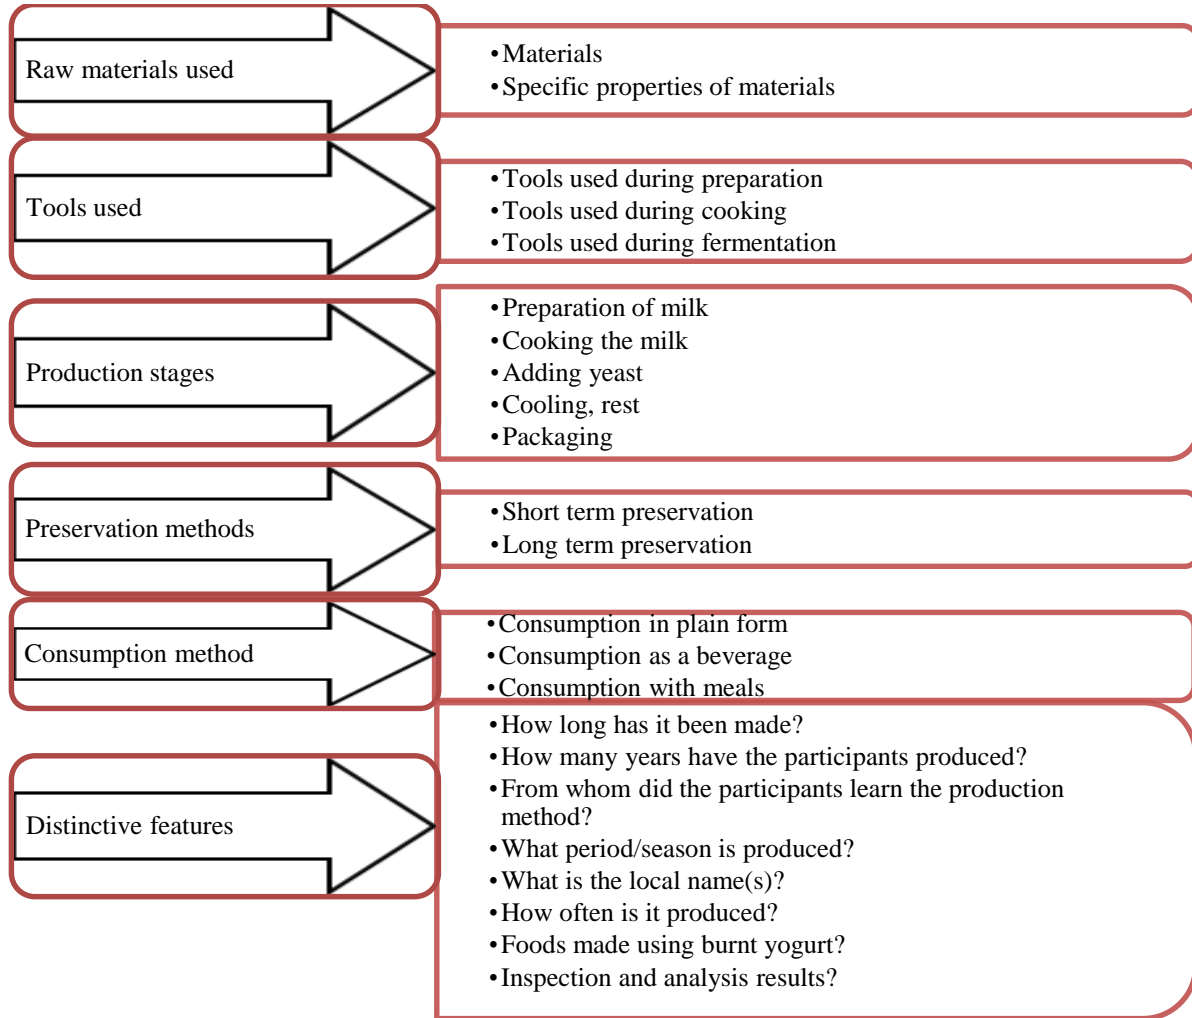 Raw materials used
•Materials
•Specific properties of materials
Tools used
•Tools used during preparation
•Tools used during cooking
•Tools used during fermentation
Production stages
•Preparation of milk
•Cooking the milk
•Adding yeast
•Cooling, rest
•Packaging
Preservation methods
•Short term preservation
•Long term preservation
Consumption method
•Consumption in plain form
•Consumption as a beverage
•Consumption with meals
Distinctive features
•How long has it been made?
•How many years have the participants produced?
•From whom did the participants learn the production
method?
•What period/season is produced?
•What is the local name(s)?
•How often is it produced?
•Foods made using burnt yogurt?
•Inspection and analysis results?